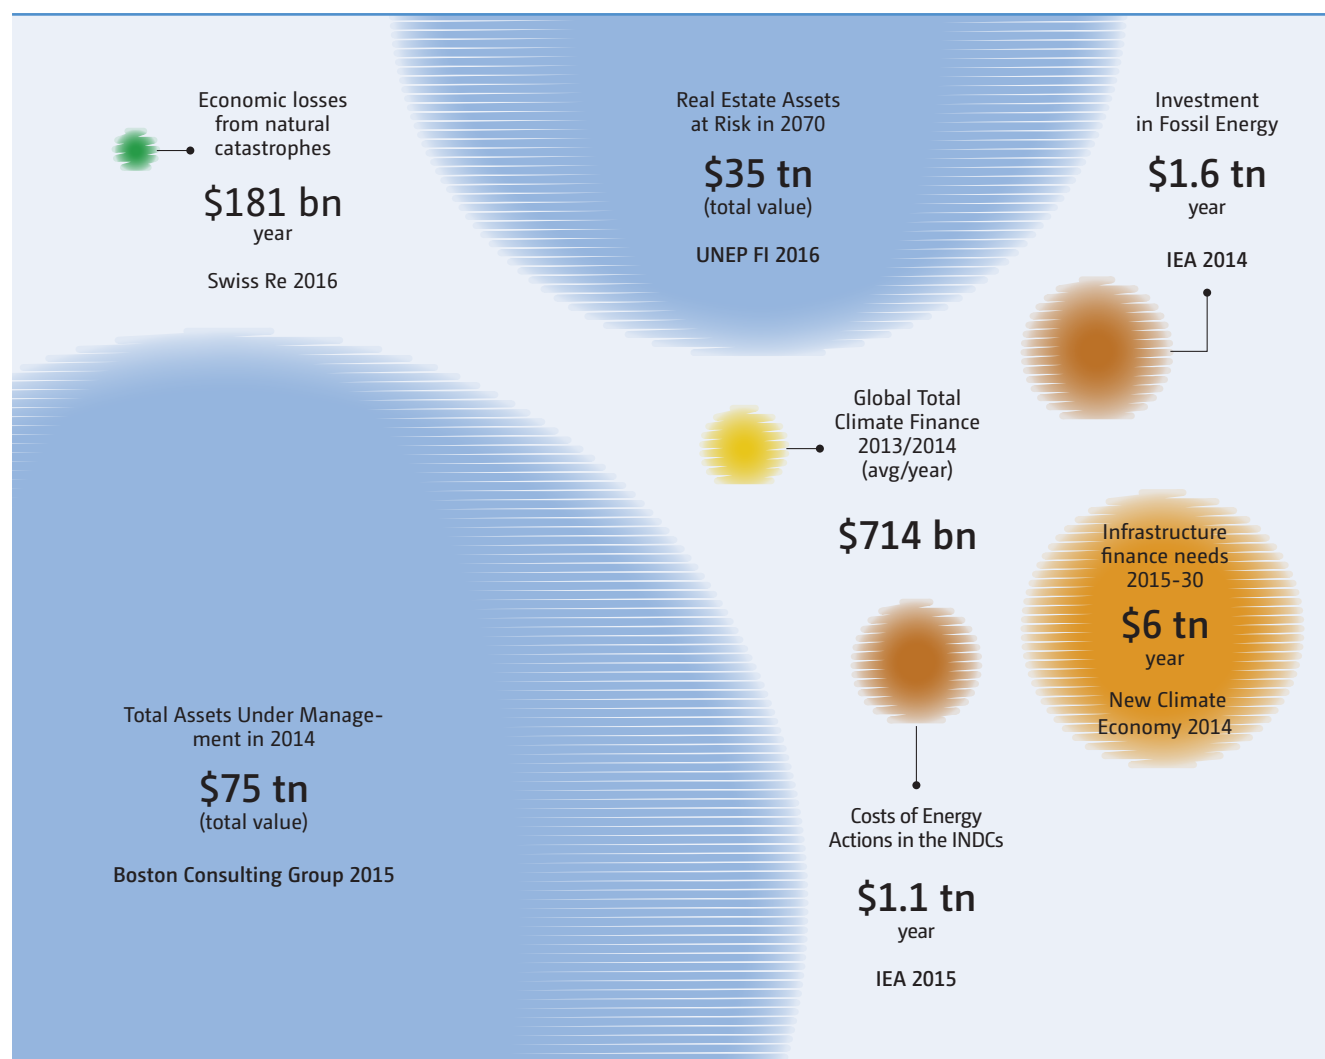 Economic losses
from natural
catastrophes
$181 bn
year
Swiss Re 2016
Real Estate Assets
at Risk in 2070
$35 tn
(total value)
UNEP FI 2016
Investment
in Fossil Energy
$1.6 tn
year
IEA 2014
Global Total
Climate Finance
2013/2014
(avg/year)
$714 bn
Infrastructure
finance needs
2015-30
$6 tn
year
New Climate
Economy 2014
Total Assets Under Manage-
ment in 2014
$75 tn
(total value)
Boston Consulting Group 2015
Costs of Energy
Actions in the INDCs
$1.1 tn
year
IEA 2015